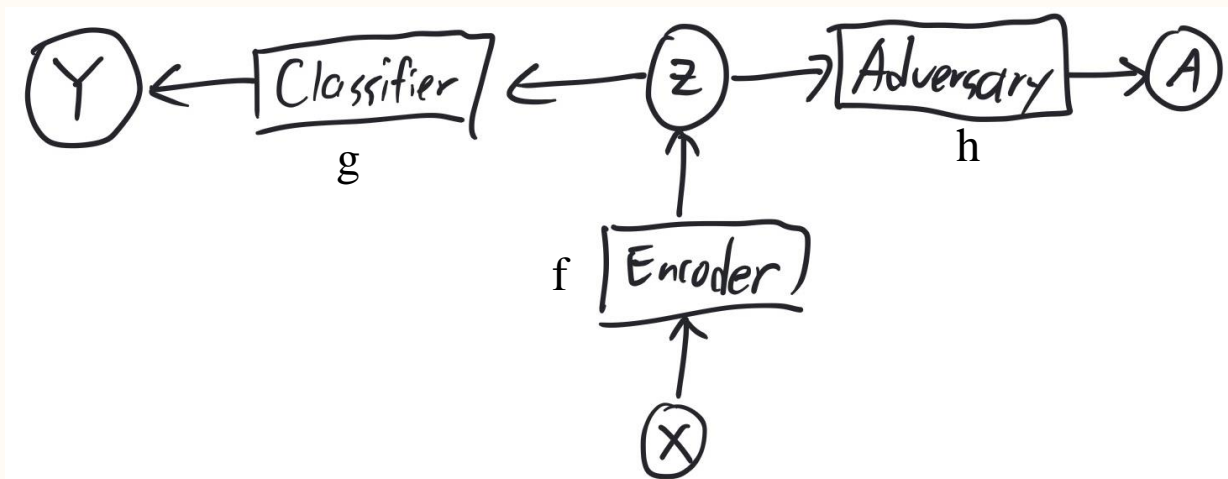 Y
Classifier
Z
Adversary
A
g
h
f
Encoder
X